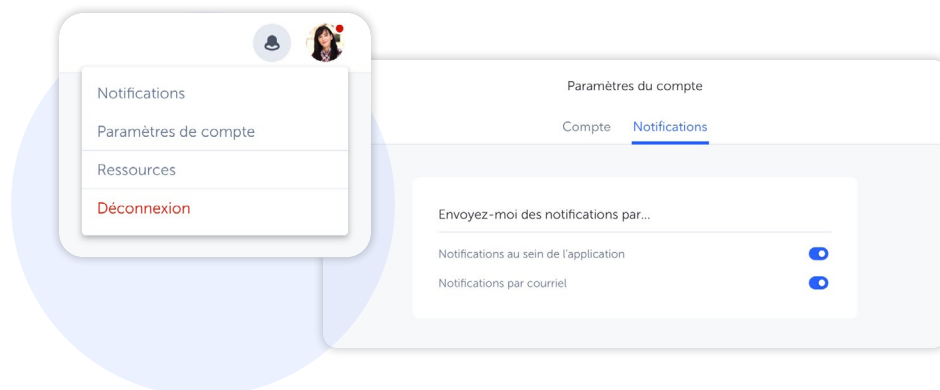 Notifications
Paramètres de compte
Ressources
Déconnexion
Paramètres du compte
Compte Notifications
Envoyez-moi des notifications par...
Notifications au sein de l'application
Notifications par courriel